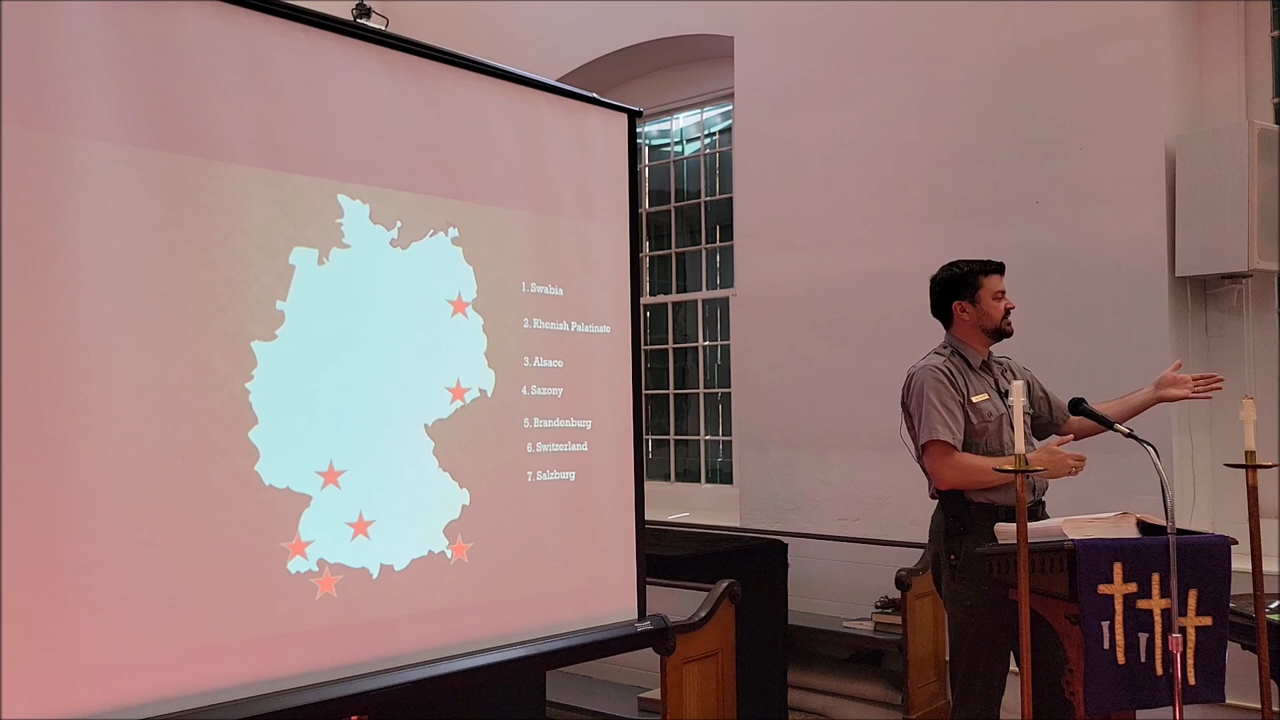 1. Swabia
2. Rhenish Palatinate
3. Alsace
4. Saxony
5. Brandenburg
6. Switzerland
7. Salzburg